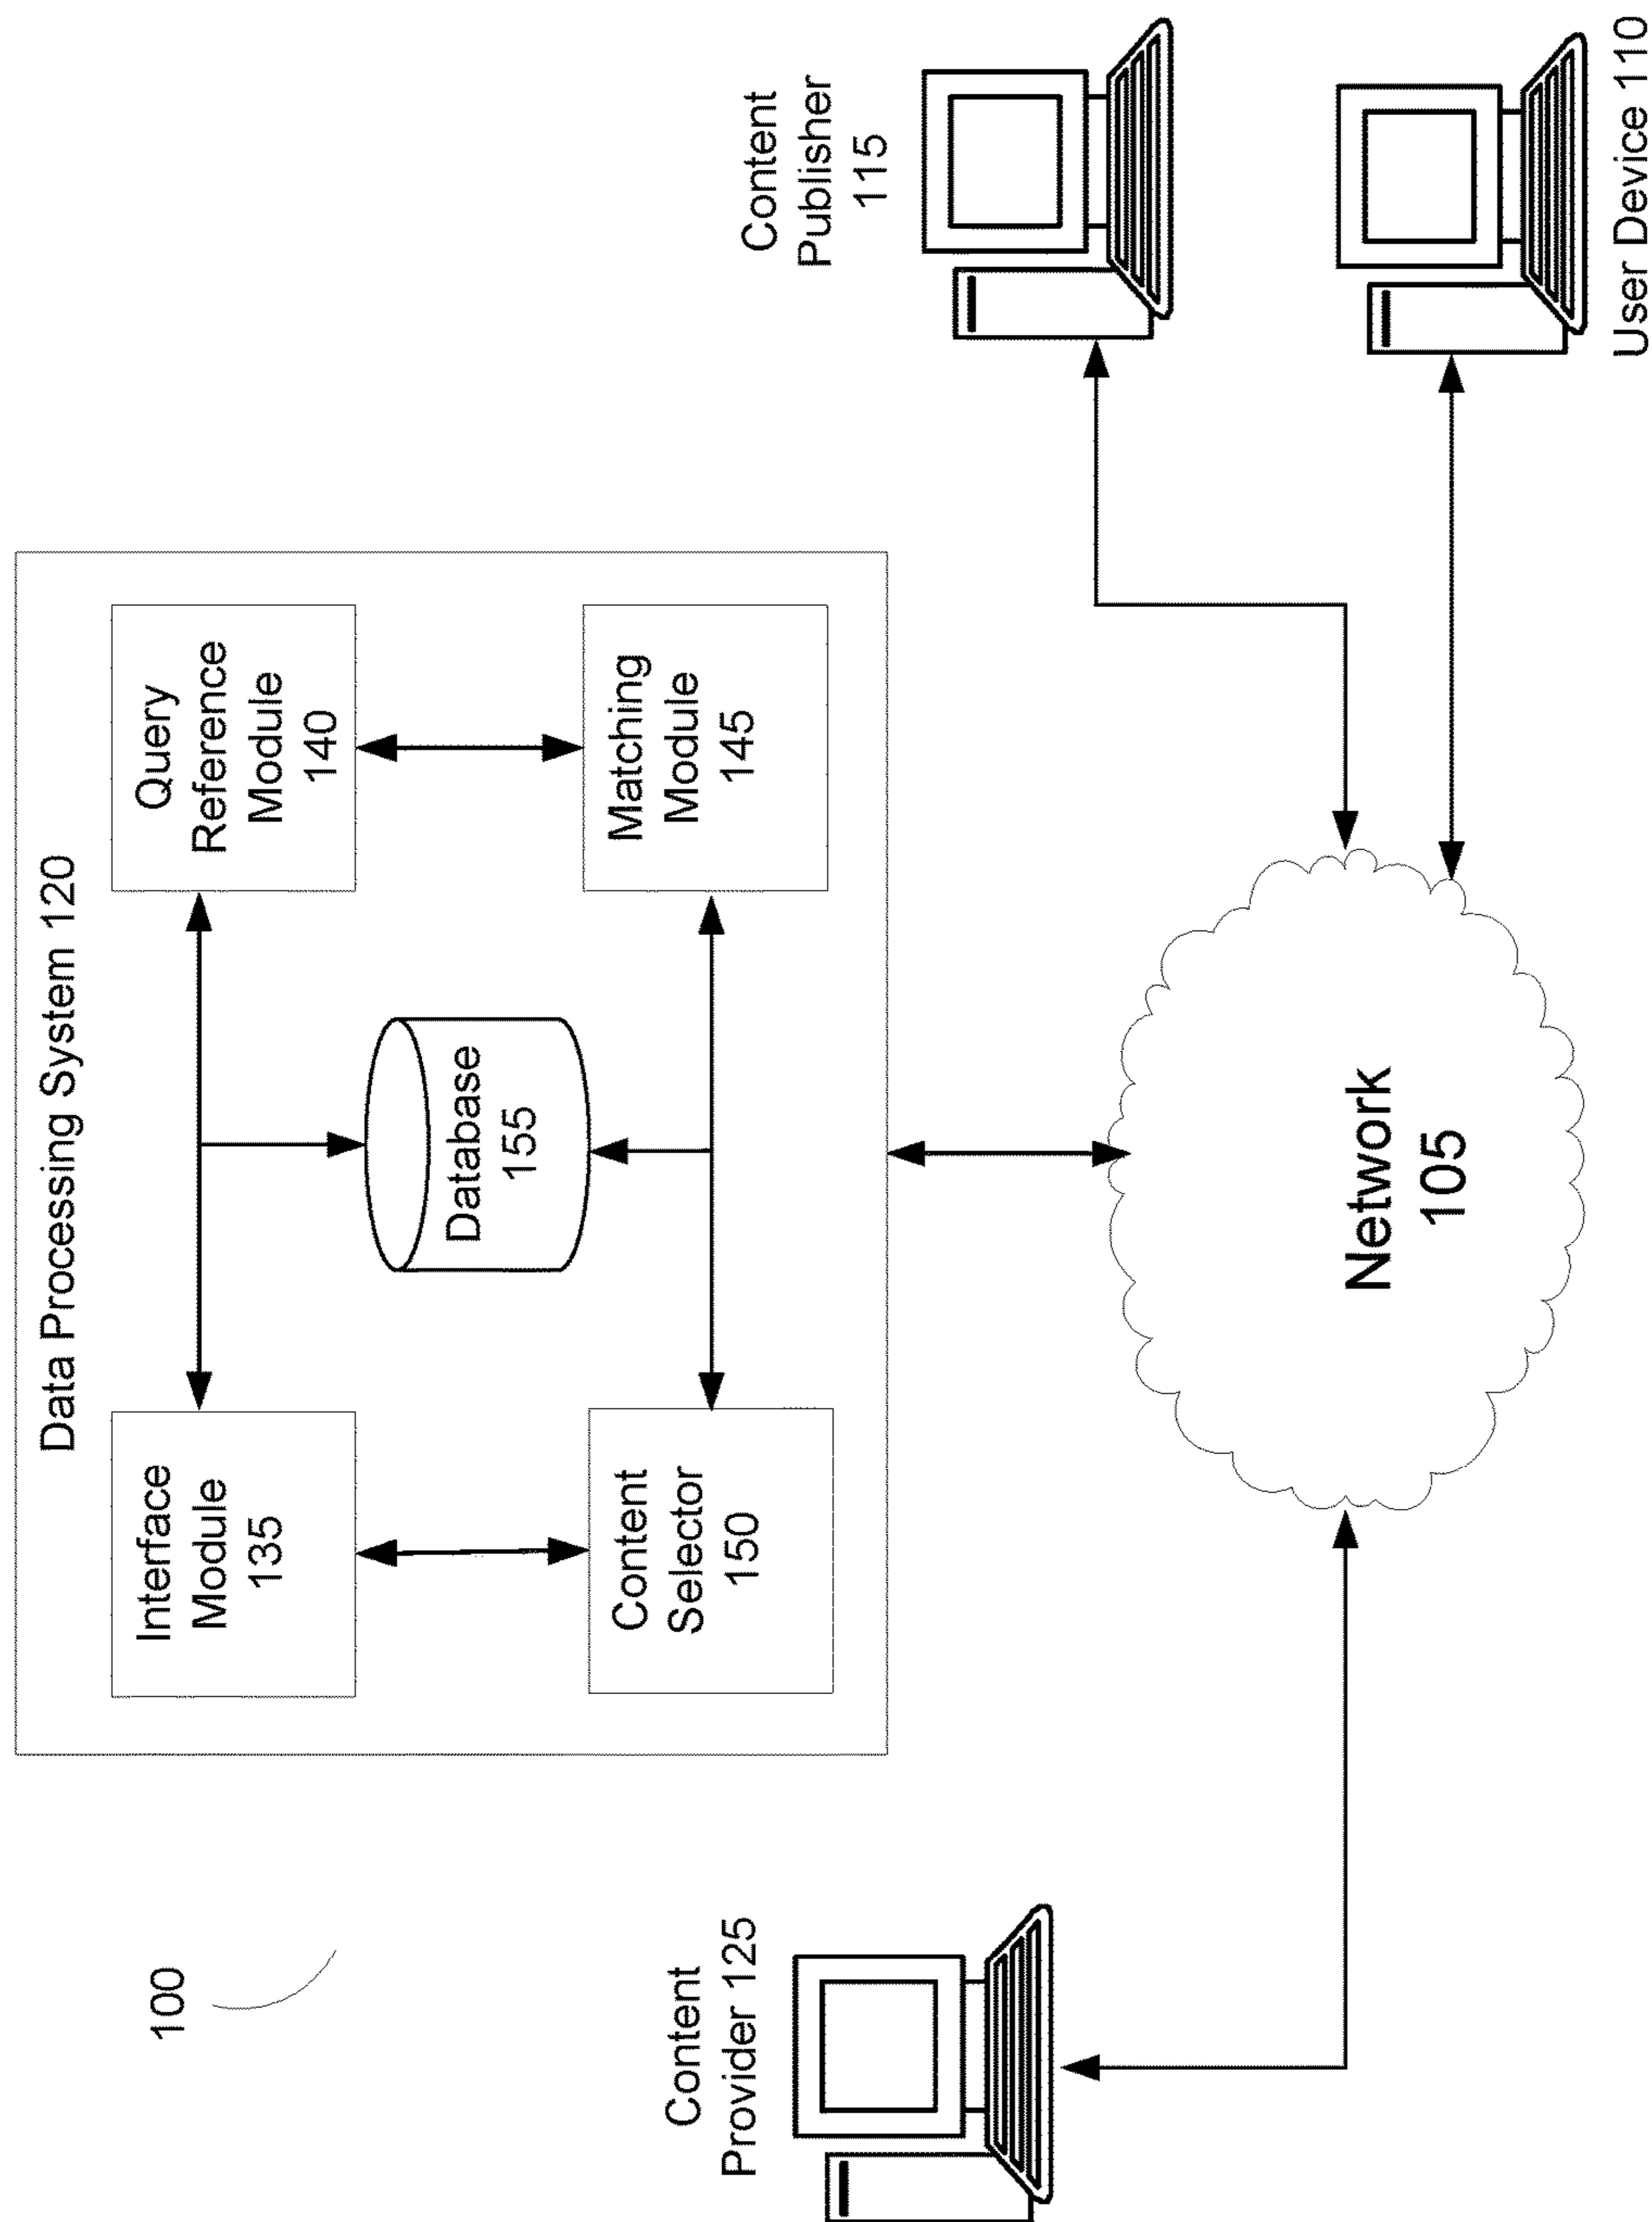 100
Data Processing System 120
Interface
Module
135
Query
Reference
Module
140
Database
155
Content
Selector
150
Matching
Module
145
Content
Provider 125
Content
Publisher
115
Network
105
User Device 110